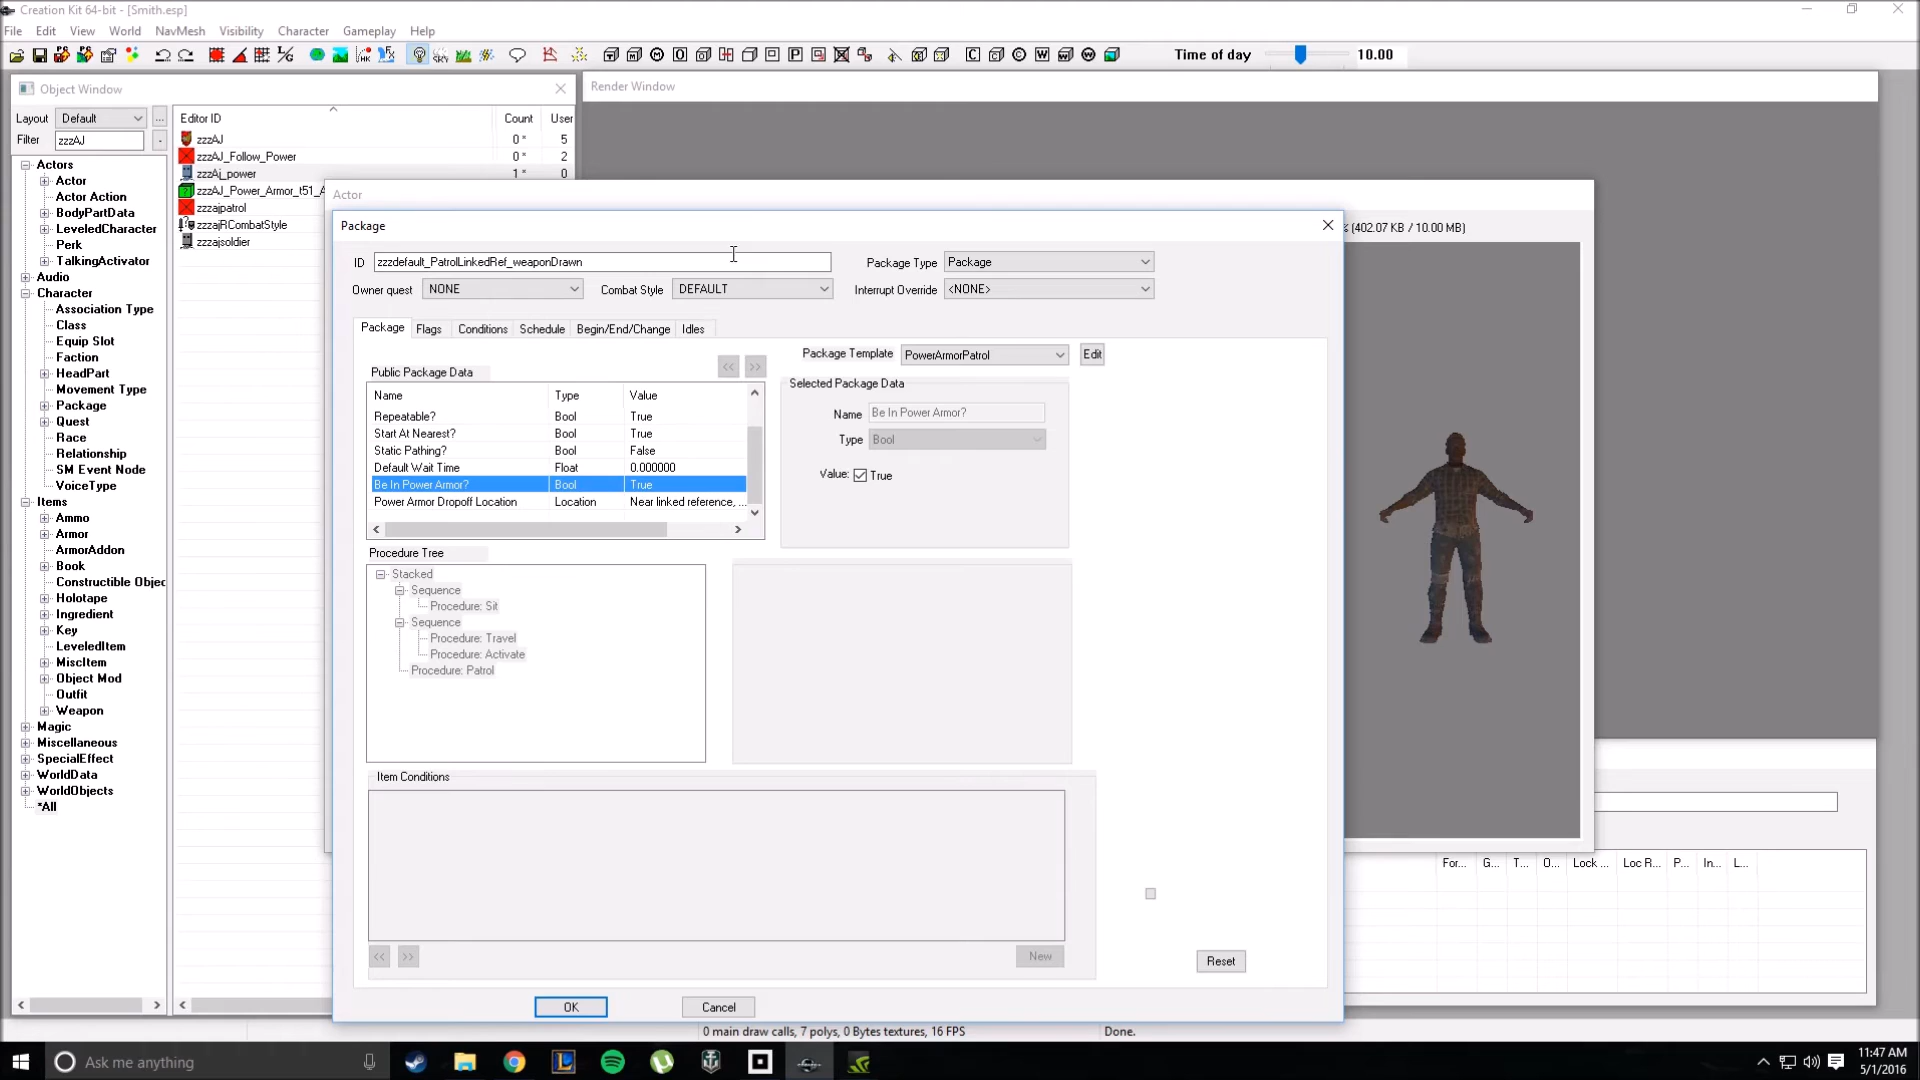 Creation Kit 64-bit - [Smith.esp]
File Edit View World NavMesh Visibility Character Gameplay Help
Time of day 10.00
Object Window
Render Window
Layout Default ...
Filter zzzAJ
Editor ID Count User
zzzAJ 0 * 5
zzzAJ_Follow_Power 0 * 2
zzzAj_power 1 * 0
zzzAJ_Power_Armor_t51_A
zzzajpatrol
zzzajRCombatStyle
zzzajsoldier
Actors
Actor
Actor Action
BodyPartData
LeveledCharacter
Perk
TalkingActivator
Audio
Character
Association Type
Class
Equip Slot
Faction
HeadPart
Movement Type
Package
Quest
Race
Relationship
SM Event Node
VoiceType
Items
Ammo
Armor
ArmorAddon
Book
Constructible Objec
Holotape
Ingredient
Key
LeveledItem
MiscItem
Object Mod
Outfit
Weapon
Magic
Miscellaneous
SpecialEffect
WorldData
WorldObjects
*All
Actor
(402.07 KB / 10.00 MB)
Package
ID zzzdefault_PatrolLinkedRef_weaponDrawn
Package Type Package
Owner quest NONE
Combat Style DEFAULT
Interrupt Override <NONE>
Package Flags Conditions Schedule Begin/End/Change Idles
Package Template PowerArmorPatrol Edit
Public Package Data << >>
Name Type Value
Repeatable? Bool True
Start At Nearest? Bool True
Static Pathing? Bool False
Default Wait Time Float 0.000000
Be In Power Armor? Bool True
Power Armor Dropoff Location Location Near linked reference, ...
Selected Package Data
Name Be In Power Armor?
Type Bool
Value: True
Procedure Tree
Stacked
Sequence
Procedure: Sit
Sequence
Procedure: Travel
Procedure: Activate
Procedure: Patrol
Item Conditions
<< >> New
Reset
OK Cancel
For... G... T... O... Lock ... Loc R... P... In... L...
0 main draw calls, 7 polys, 0 Bytes textures, 16 FPS
Done.
Ask me anything
11:47 AM
5/1/2016